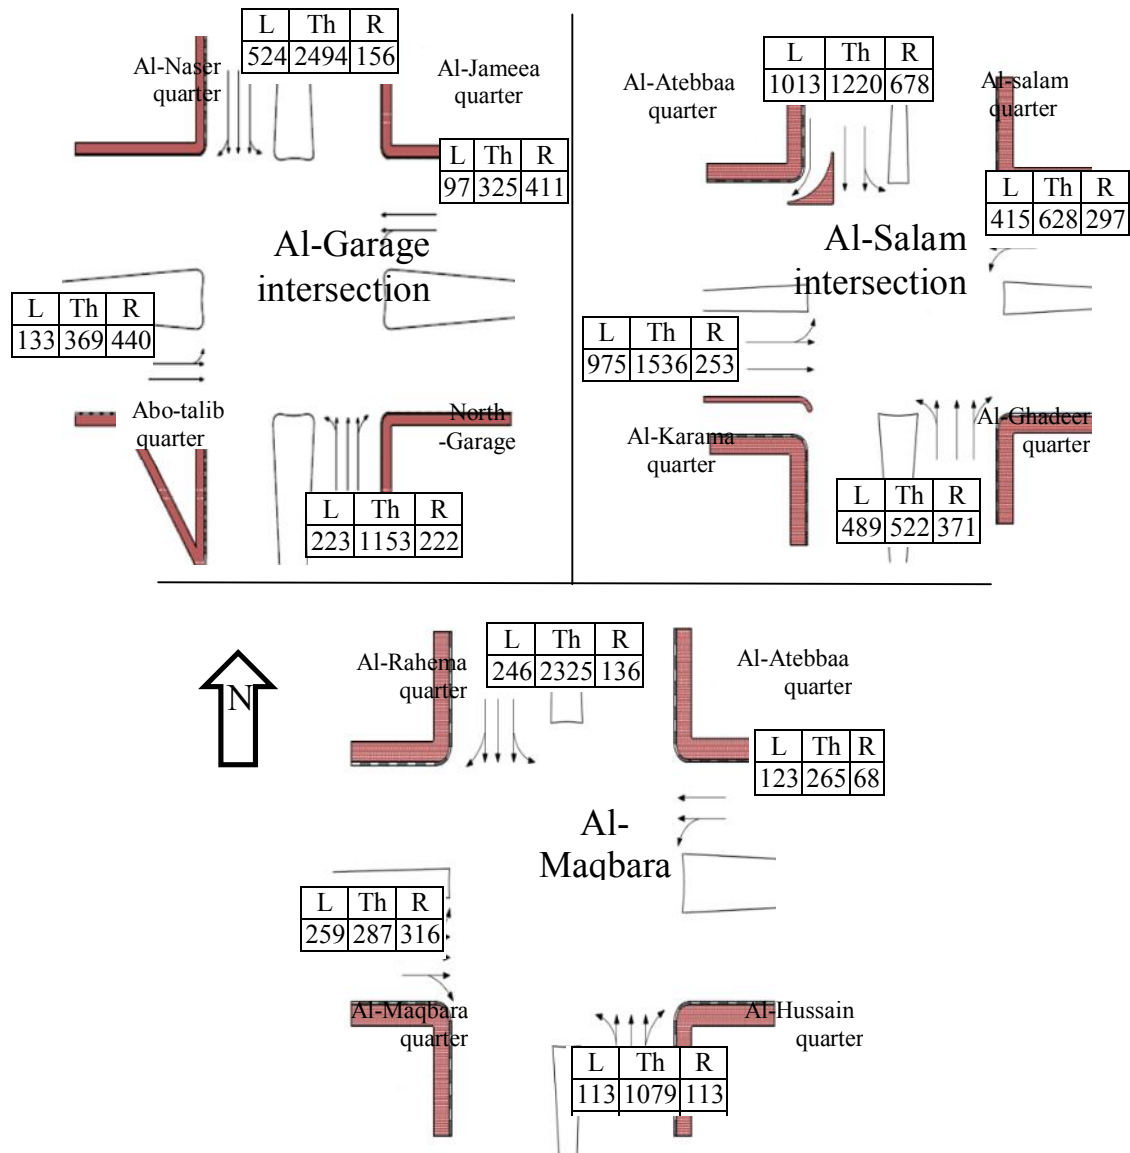 L Th R
524 2494 156
Al-Naser
quarter
Al-Jameea
quarter
L Th R
97 325 411
Al-Garage
intersection
L Th R
133 369 440
Abo-talib
quarter
North
-Garage
L Th R
223 1153 222
L Th R
1013 1220 678
Al-Atebbaa
quarter
Al-salam
quarter
L Th R
415 628 297
Al-Salam
intersection
L Th R
975 1536 253
Al-Karama
quarter
Al-Ghadeer
quarter
L Th R
489 522 371
N
Al-Rahema
quarter
L Th R
246 2325 136
Al-Atebbaa
quarter
L Th R
123 265 68
Al-
Maqbara
L Th R
259 287 316
Al-Maqbara
quarter
Al-Hussain
quarter
L Th R
113 1079 113